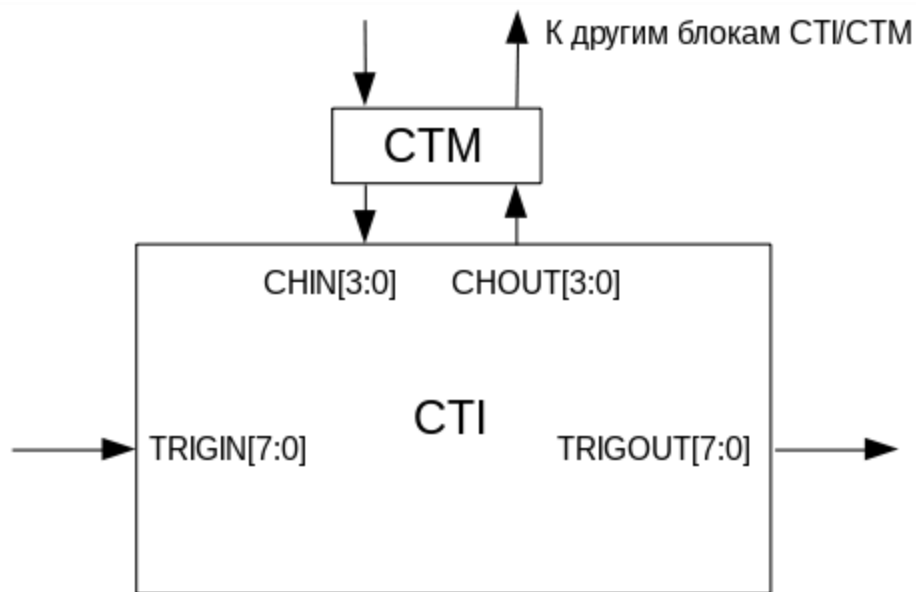 К другим блокам CTI/CTM
CTM
CHIN[3:0] CHOUT[3:0]
CTI
TRIGIN[7:0] TRIGOUT[7:0]